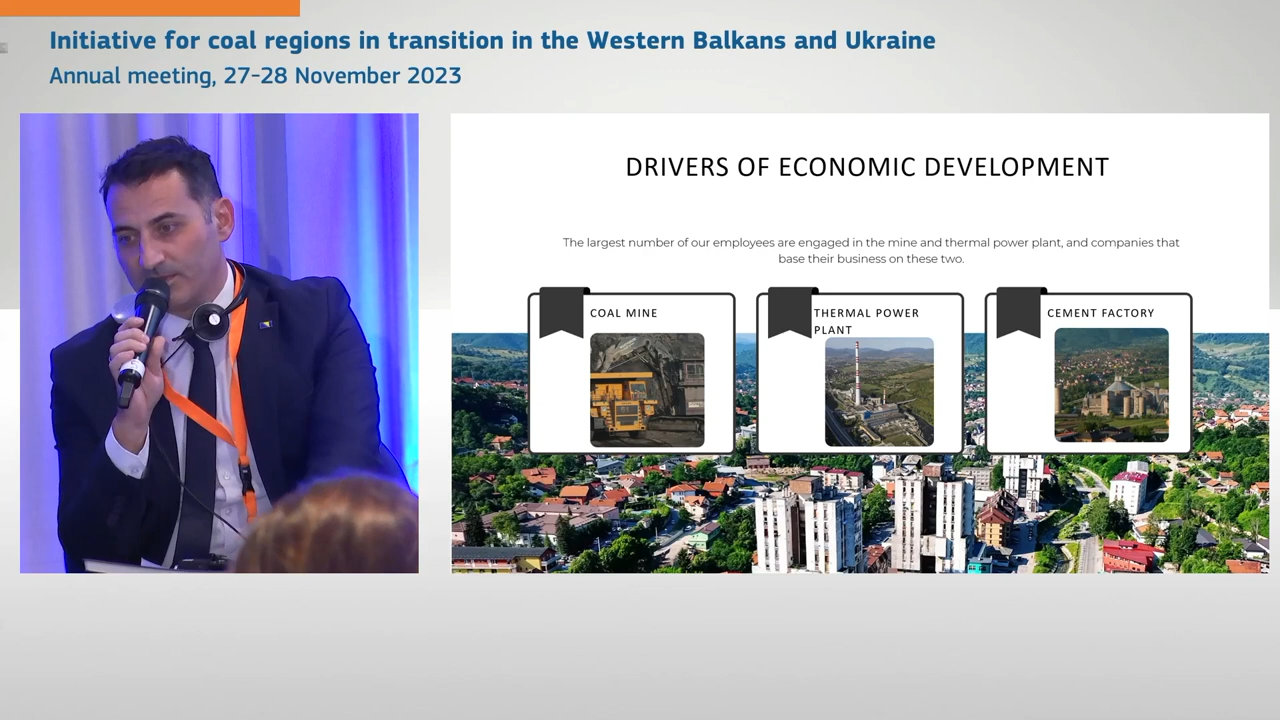 Initiative for coal regions in transition in the Western Balkans and Ukraine
Annual meeting, 27-28 November 2023
DRIVERS OF ECONOMIC DEVELOPMENT
The largest number of our employees are engaged in the mine and thermal power plant, and companies that
base their business on these two.
COAL MINE
THERMAL POWER
PLANT
CEMENT FACTORY